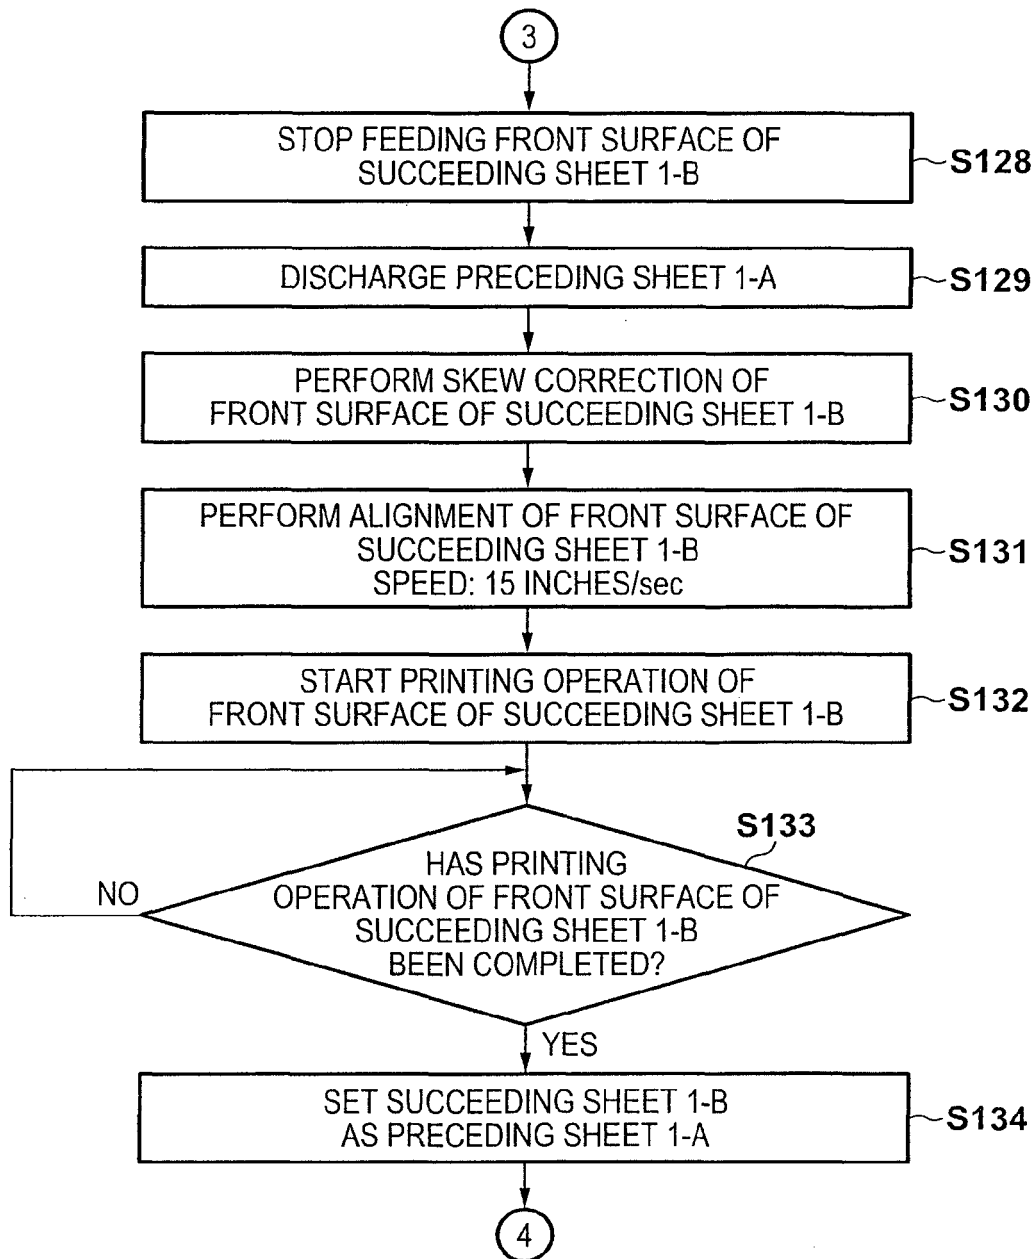 3
STOP FEEDING FRONT SURFACE OF
SUCCEEDING SHEET 1-B
S128
DISCHARGE PRECEDING SHEET 1-A
S129
PERFORM SKEW CORRECTION OF
FRONT SURFACE OF SUCCEEDING SHEET 1-B
S130
PERFORM ALIGNMENT OF FRONT SURFACE OF
SUCCEEDING SHEET 1-B
SPEED: 15 INCHES/sec
S131
START PRINTING OPERATION OF
FRONT SURFACE OF SUCCEEDING SHEET 1-B
S132
S133
HAS PRINTING
OPERATION OF FRONT SURFACE OF
SUCCEEDING SHEET 1-B
BEEN COMPLETED?
NO
YES
SET SUCCEEDING SHEET 1-B
AS PRECEDING SHEET 1-A
S134
4